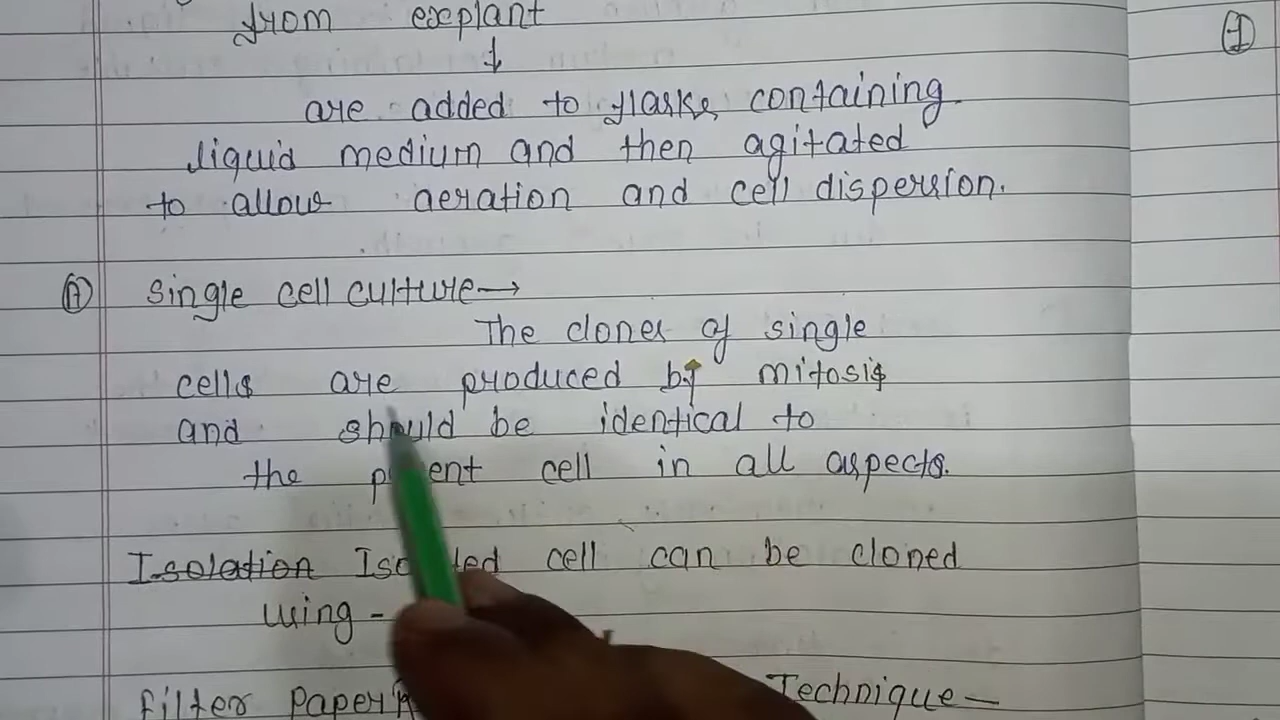 from explant
↓
are added to flasks containing
liquid medium and then agitated
to allow aeration and cell dispersion.
Ⓐ single cell culture →
The clones of single
cells are produced by mitosis
and should be identical to
the cell in all aspects.
Isolation cell can be cloned
using -
filter Paper Technique —